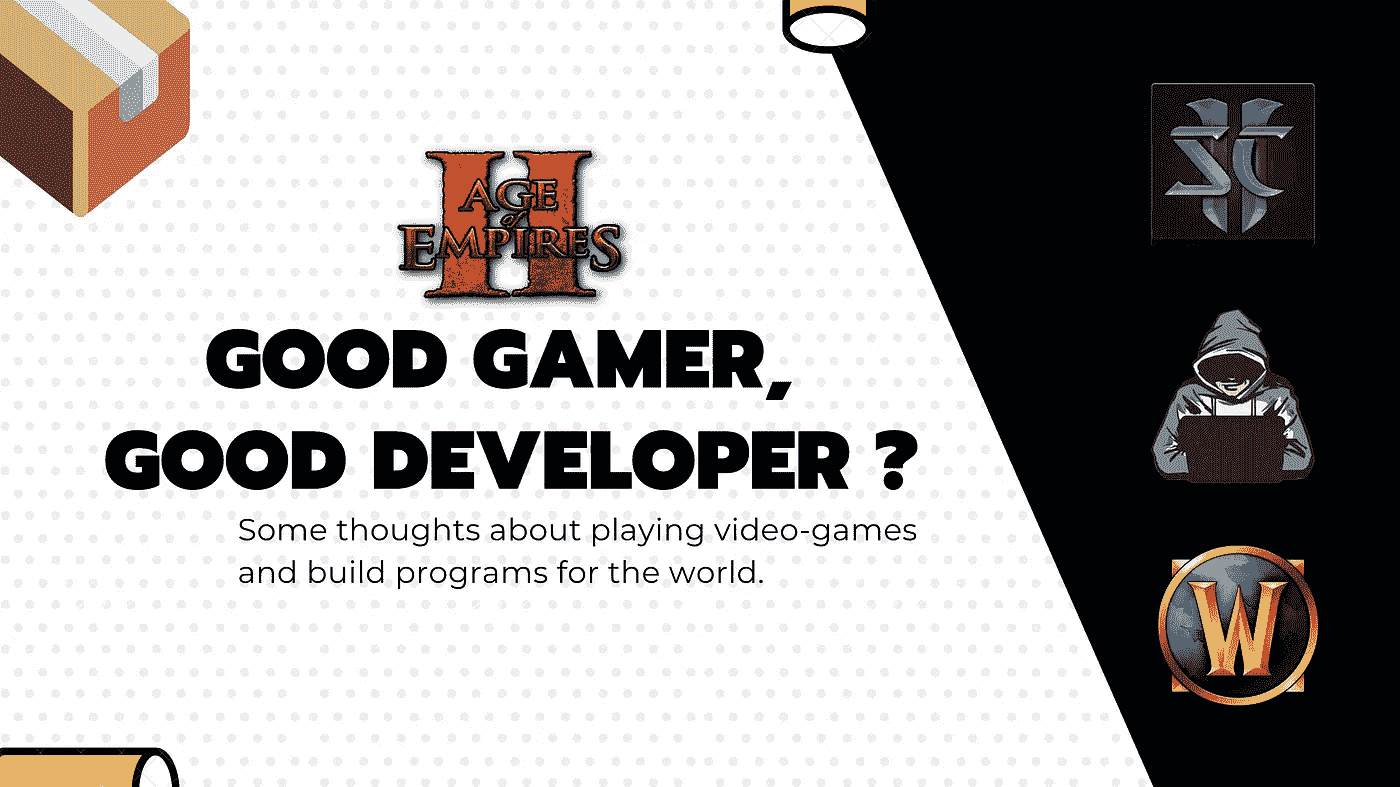 II
AGE
of
EMPIRES
GOOD GAMER,
GOOD DEVELOPER ?
Some thoughts about playing video-games
and build programs for the world.
SC
II
W